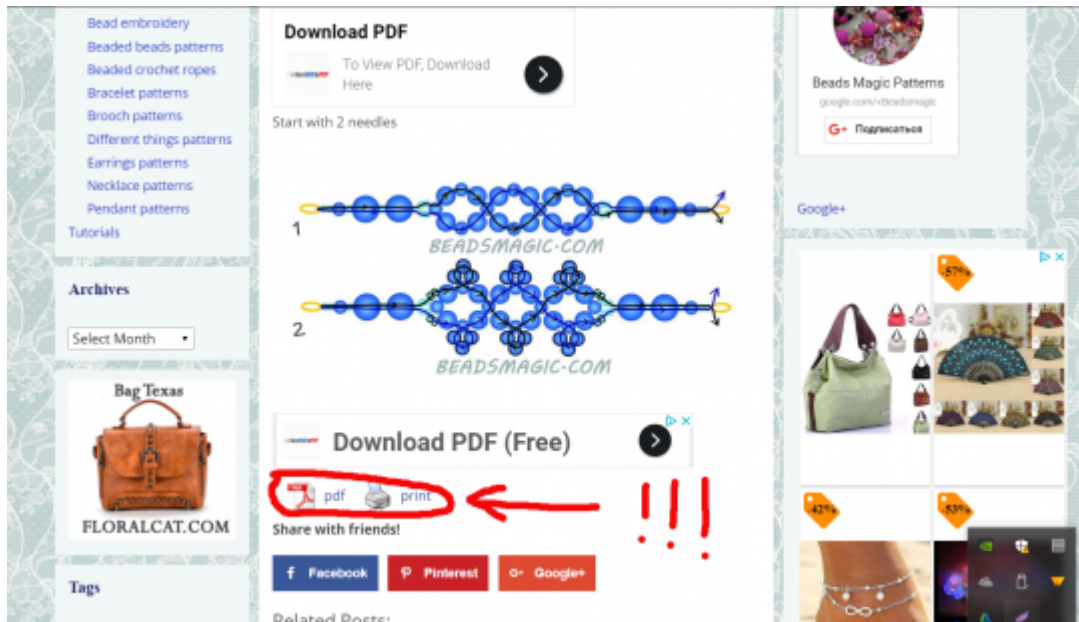 Bead embroidery
Beaded beads patterns
Beaded crochet ropes
Bracelet patterns
Brooch patterns
Different things patterns
Earrings patterns
Necklace patterns
Pendant patterns
Tutorials
Archives
Select Month
Bag Texas
FLORALCAT.COM
Tags
Download PDF
To View PDF, Download
Here
Start with 2 needles
1
BEADSMAGIC.COM
2
BEADSMAGIC.COM
Download PDF (Free)
pdf print
!!!
Share with friends!
f Facebook
Pinterest
G+ Google+
Related Posts:
Beads Magic Patterns
google.com/+Beadsmagic
G+ Подписаться
Google+
-57%
-42%
-53%